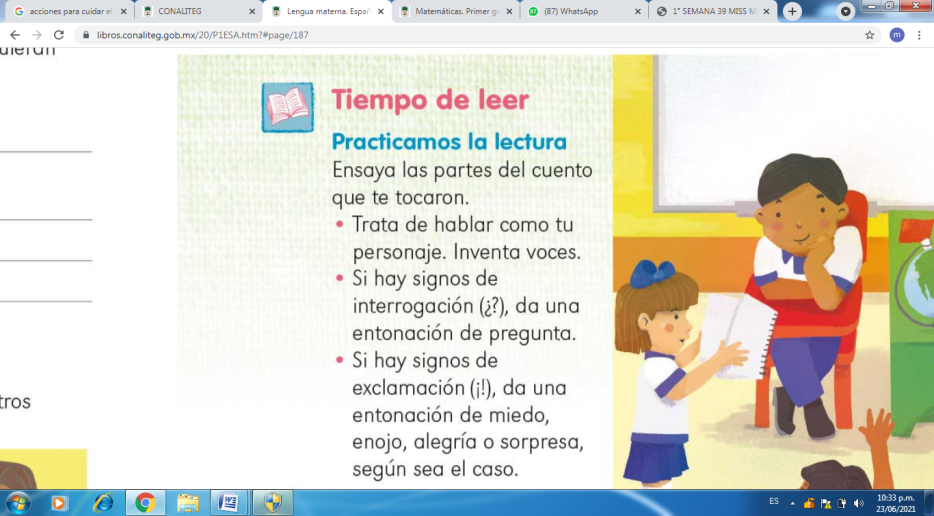 acciones para cuidar el
CONALITEG
Lengua materna. Españ
Matemáticas. Primer g
(87) WhatsApp
1° SEMANA 39 MISS M
libros.conaliteg.gob.mx/20/P1ESA.htm?#page/187
m
Tiempo de leer
Practicamos la lectura
Ensaya las partes del cuento
que te tocaron.
• Trata de hablar como tu
personaje. Inventa voces.
• Si hay signos de
interrogación (¿?), da una
entonación de pregunta.
• Si hay signos de
exclamación (¡!), da una
entonación de miedo,
enojo, alegría o sorpresa,
según sea el caso.
tros
ES
10:33 p.m.
23/06/2021